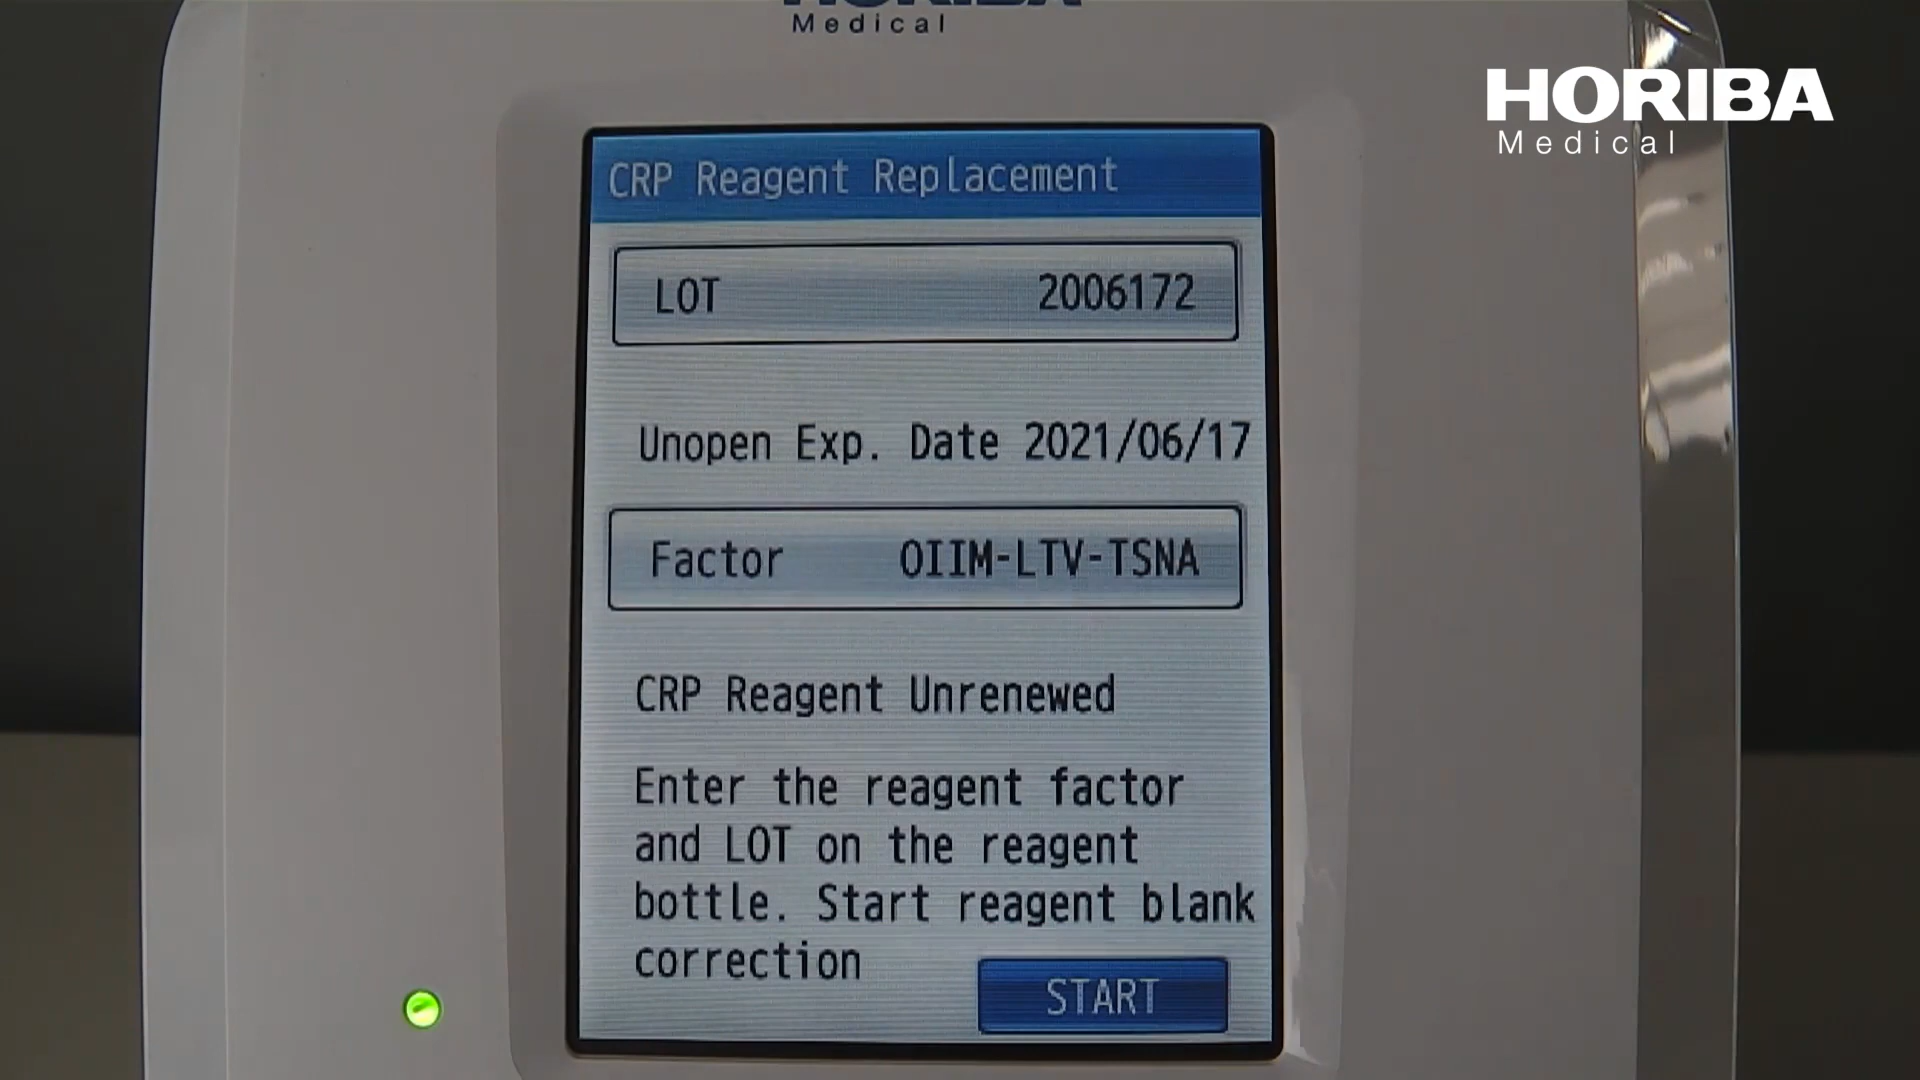 HORIBA
Medical
HORIBA
Medical
CRP Reagent Replacement
LOT 2006172
Unopen Exp. Date 2021/06/17
Factor OIIM-LTV-TSNA
CRP Reagent Unrenewed
Enter the reagent factor
and LOT on the reagent
bottle. Start reagent blank
correction
START